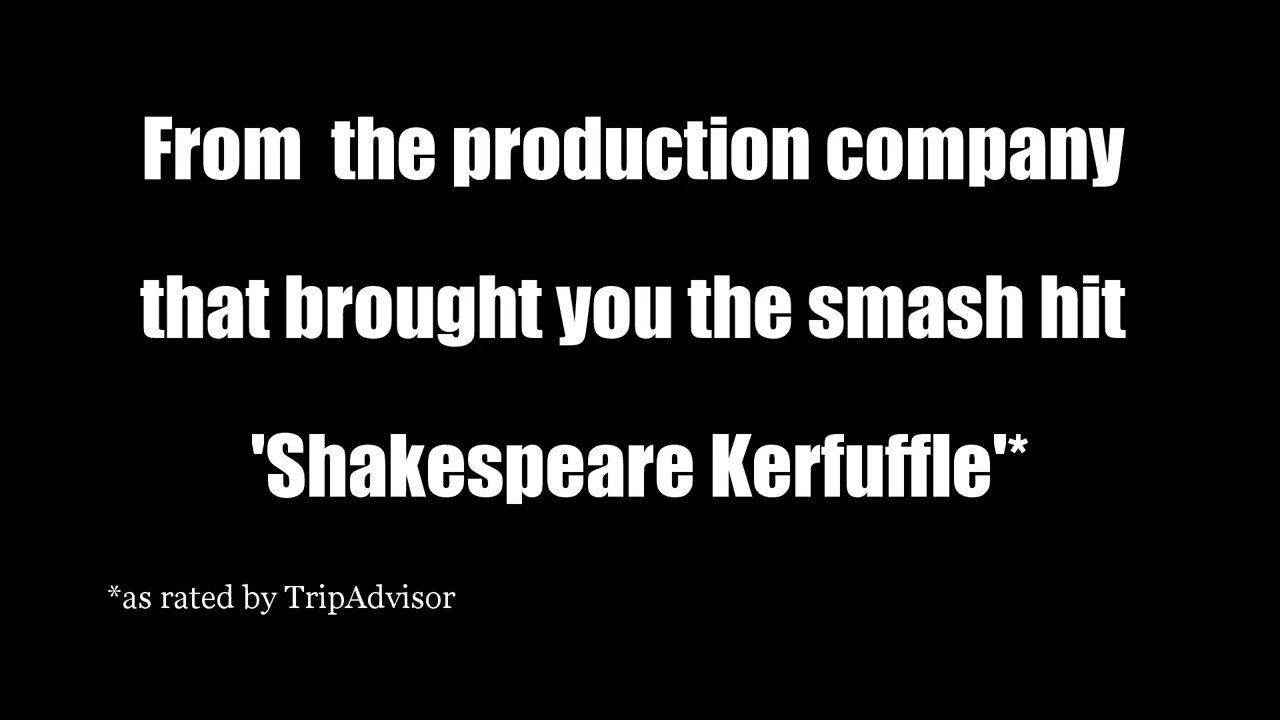 From  the production company
that brought you the smash hit
'Shakespeare Kerfuffle'*
*as rated by TripAdvisor